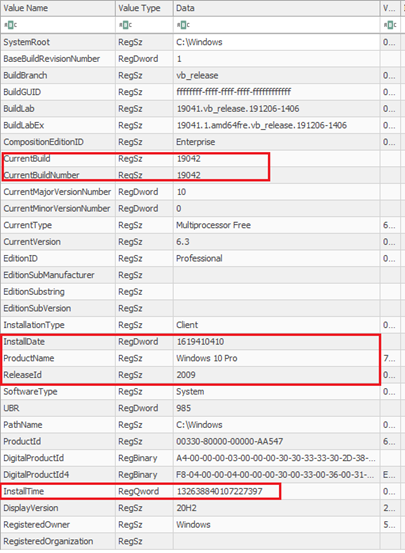 Value Name Value Type Data V...
SystemRoot RegSz C:\Windows 0...
BaseBuildRevisionNumber RegDword 1
BuildBranch RegSz vb_release 0...
BuildGUID RegSz ffffffff-ffff-ffff-ffff-ffffffffffff 0...
BuildLab RegSz 19041.vb_release.191206-1406 0...
BuildLabEx RegSz 19041.1.amd64fre.vb_release.191206-1406 0...
CompositionEditionID RegSz Enterprise 0...
CurrentBuild RegSz 19042 0...
CurrentBuildNumber RegSz 19042 0...
CurrentMajorVersionNumber RegDword 10
CurrentMinorVersionNumber RegDword 0
CurrentType RegSz Multiprocessor Free 6...
CurrentVersion RegSz 6.3 0...
EditionID RegSz Professional 0...
EditionSubManufacturer RegSz
EditionSubstring RegSz
EditionSubVersion RegSz
InstallationType RegSz Client 0...
InstallDate RegDword 1619410410
ProductName RegSz Windows 10 Pro 7...
ReleaseId RegSz 2009 0...
SoftwareType RegSz System 0...
UBR RegDword 985
PathName RegSz C:\Windows 0...
ProductId RegSz 00330-80000-00000-AA547 6...
DigitalProductId RegBinary A4-00-00-00-03-00-00-00-30-30-33-33-30-2D-38-...
DigitalProductId4 RegBinary F8-04-00-00-04-00-00-00-30-00-33-00-36-00-31-... E...
InstallTime RegQword 132638840107227397 0...
DisplayVersion RegSz 20H2 2...
RegisteredOwner RegSz Windows 5...
RegisteredOrganization RegSz